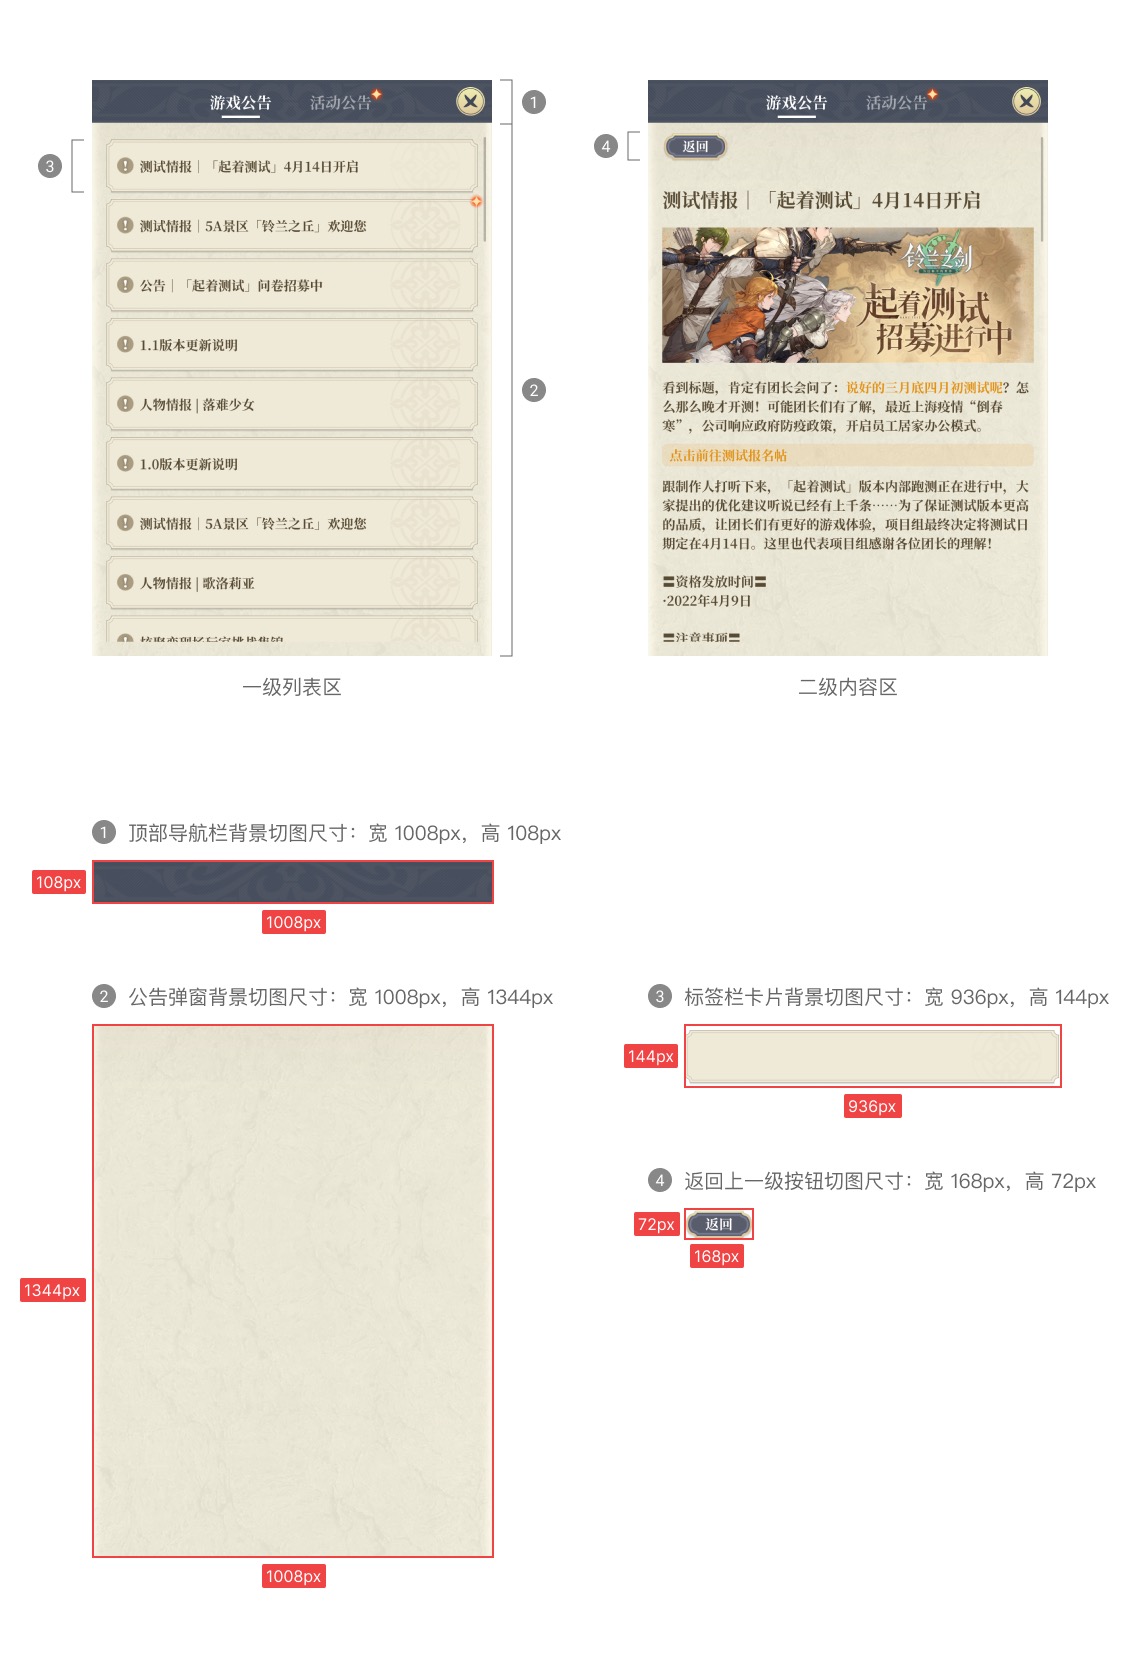 游戏公告
活动公告
1
3
测试情报｜「起着测试」4月14日开启
测试情报｜5A景区「铃兰之丘」欢迎您
公告｜「起着测试」问卷招募中
1.1版本更新说明
人物情报 | 落难少女
1.0版本更新说明
测试情报｜5A景区「铃兰之丘」欢迎您
人物情报 | 歌洛莉亚
2
一级列表区
游戏公告
活动公告
4
返回
测试情报｜「起着测试」4月14日开启
铃兰之剑
起着测试
招募进行中
看到标题，肯定有团长会问了：说好的三月底四月初测试呢？怎
么那么晚才开测！可能团长们有了解，最近上海疫情“倒春
寒”，公司响应政府防疫政策，开启员工居家办公模式。
点击前往测试报名帖
跟制作人打听下来，「起着测试」版本内部跑测正在进行中，大
家提出的优化建议听说已经有上千条……为了保证测试版本更高
的品质，让团长们有更好的游戏体验，项目组最终决定将测试日
期定在4月14日。这里也代表项目组感谢各位团长的理解！
〓资格发放时间〓
·2022年4月9日
〓注意事项〓
二级内容区
1 顶部导航栏背景切图尺寸：宽 1008px，高 108px
108px
1008px
2 公告弹窗背景切图尺寸：宽 1008px，高 1344px
1344px
1008px
3 标签栏卡片背景切图尺寸：宽 936px，高 144px
144px
936px
4 返回上一级按钮切图尺寸：宽 168px，高 72px
72px
返回
168px